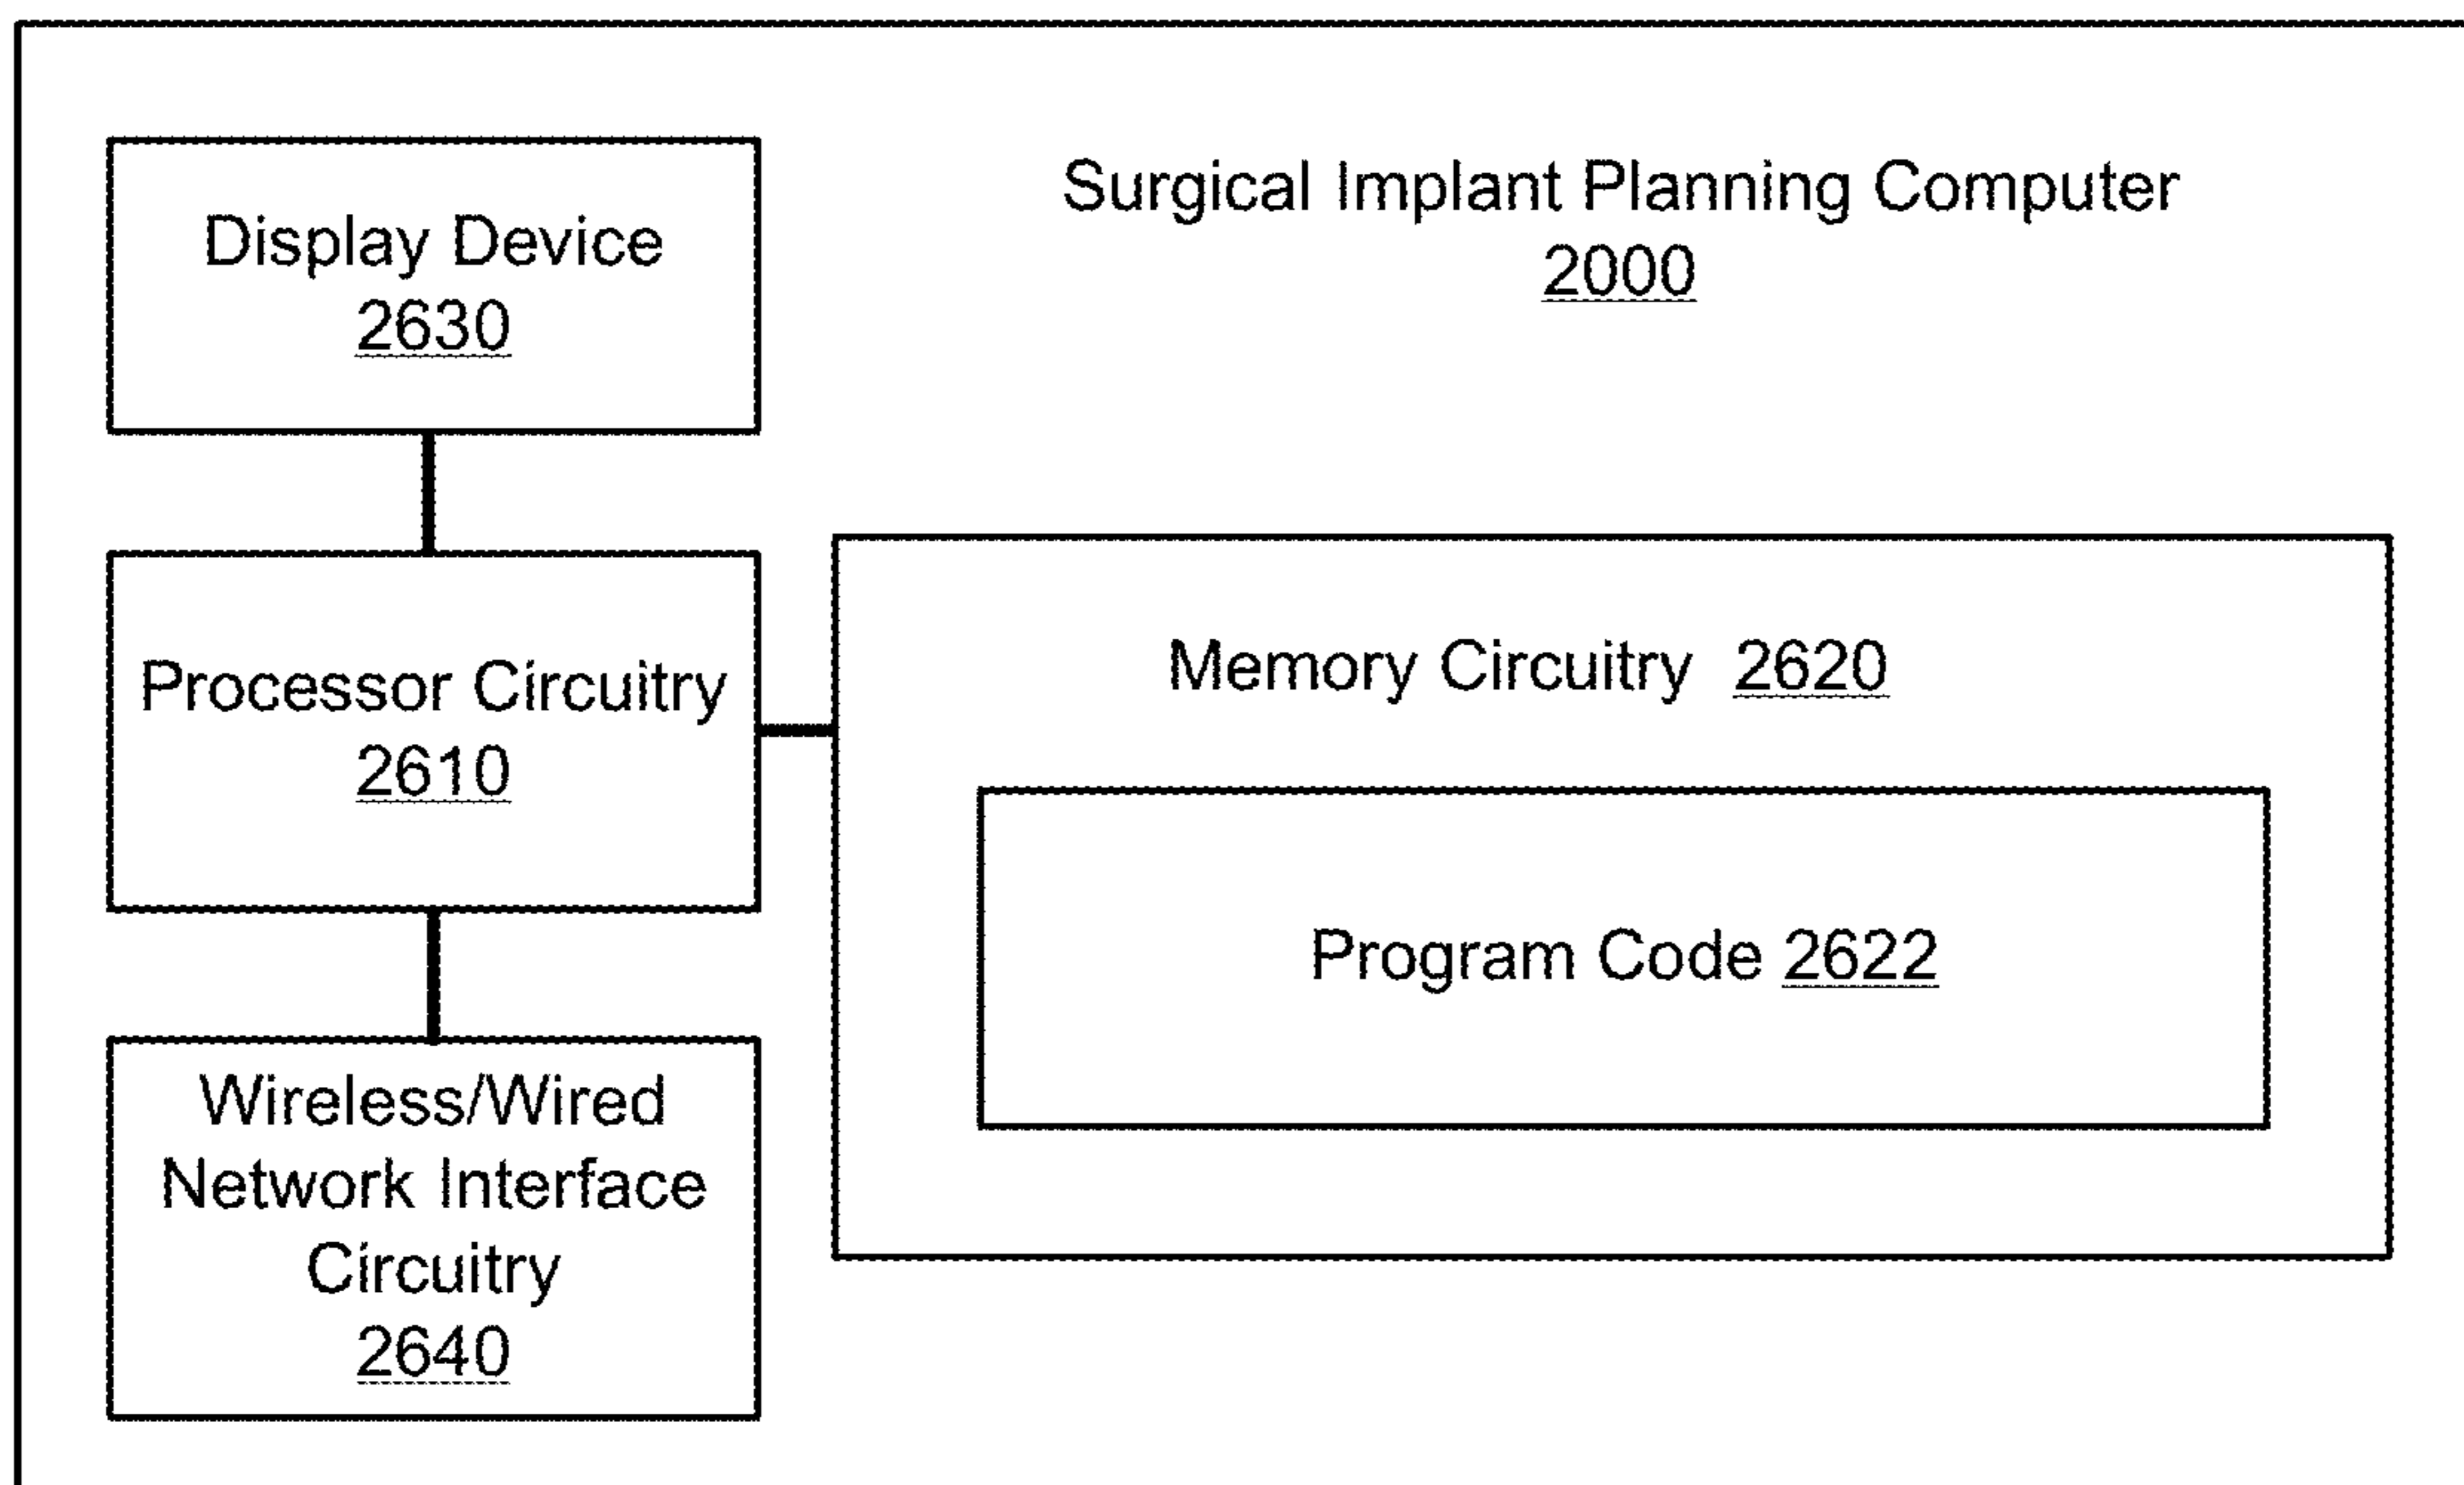 Display Device
2630
Surgical Implant Planning Computer
2000
Processor Circuitry
2610
Memory Circuitry 2620
Program Code 2622
Wireless/Wired
Network Interface
Circuitry
2640